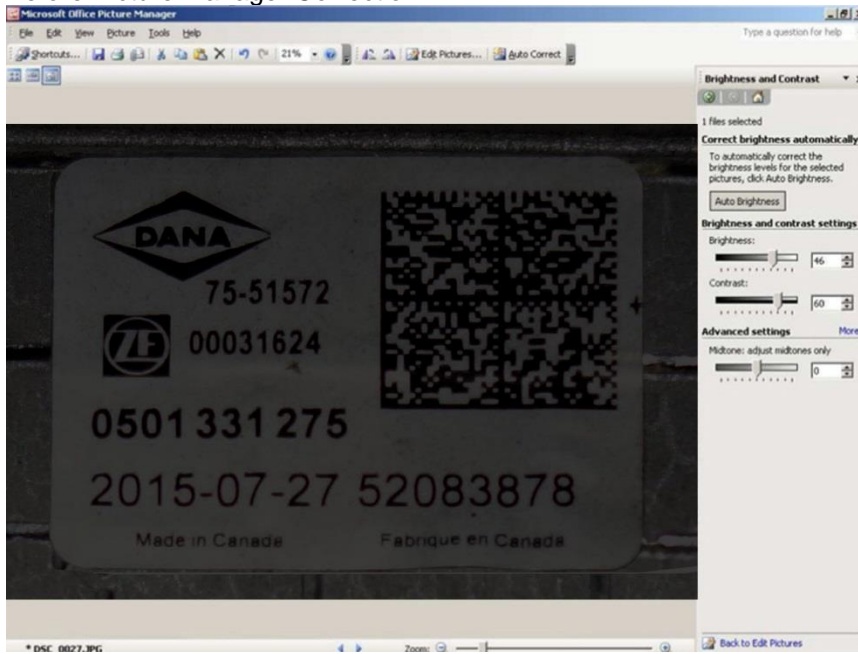 Microsoft Office Picture Manager
File Edit View Picture Tools Help
Type a question for help
Shortcuts... 21% Edit Pictures... Auto Correct
Brightness and Contrast
1 files selected
Correct brightness automatically
To automatically correct the
brightness levels for the selected
pictures, click Auto Brightness.
Auto Brightness
Brightness and contrast settings
Brightness:
46
Contrast:
60
Advanced settings More
Midtone: adjust midtones only
0
DANA
75-51572
ZF 00031624
0501 331 275
2015-07-27 52083878
Made in Canada Fabrique en Canada
* DSC_0027.JPG Zoom: Back to Edit Pictures